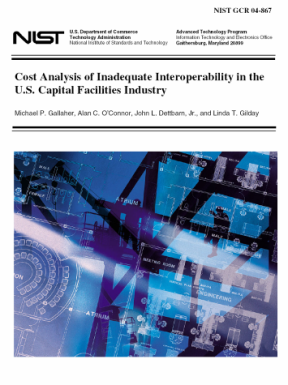 NIST GCR 04-867
NIST
U.S. Department of Commerce
Technology Administration
National Institute of Standards and Technology
Advanced Technology Program
Information Technology and Electronics Office
Gaithersburg, Maryland 20899
Cost Analysis of Inadequate Interoperability in the
U.S. Capital Facilities Industry
Michael P. Gallaher, Alan C. O'Connor, John L. Dettbarn, Jr., and Linda T. Gilday
ATRIUM
MALE
MEETING ROOM
ENGINEERING
ATRIUM